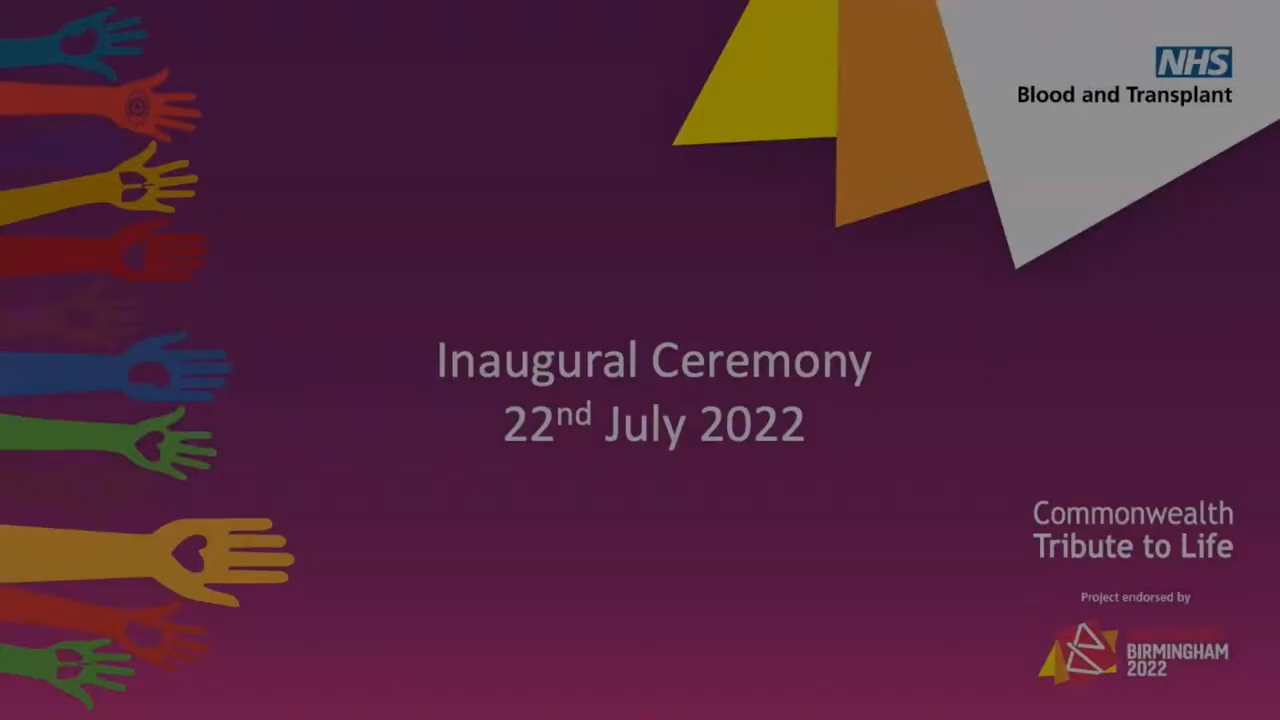 NHS
Blood and Transplant
Inaugural Ceremony
22nd July 2022
Commonwealth
Tribute to Life
Project endorsed by
BIRMINGHAM
2022